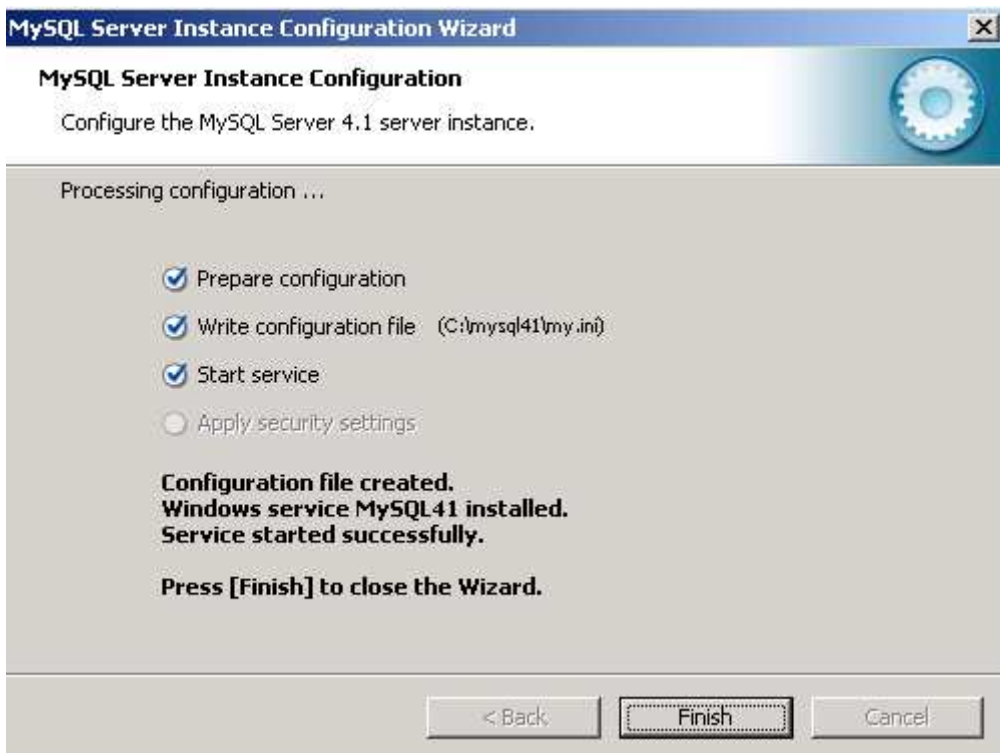 MySQL Server Instance Configuration Wizard
MySQL Server Instance Configuration
Configure the MySQL Server 4.1 server instance.
Processing configuration ...
Prepare configuration
Write configuration file (C:\mysql41\my.ini)
Start service
Apply security settings
Configuration file created.
Windows service MySQL41 installed.
Service started successfully.
Press [Finish] to close the Wizard.
< Back Finish Cancel